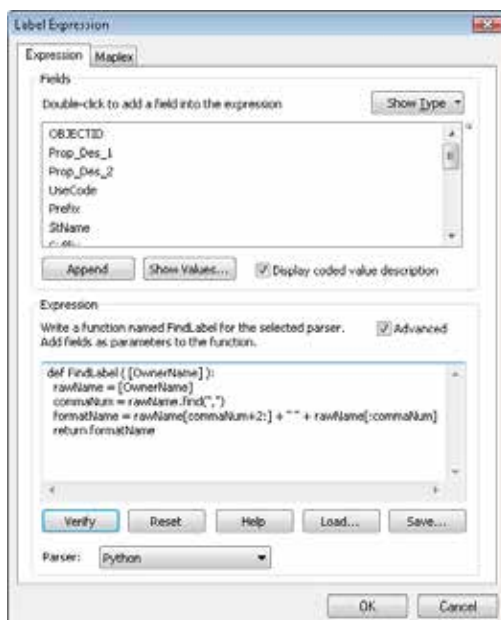 Label Expression
Expression Maplex
Fields
Double-click to add a field into the expression Show Type
OBJECTID
Prop_Des_1
Prop_Des_2
UseCode
Prefix
StName
Append Show Values... Display coded value description
Expression
Write a function named FindLabel for the selected parser. Advanced
Add fields as parameters to the function.
def FindLabel ( [OwnerName] ):
rawName = [OwnerName]
commaNum = rawName.find(",")
formatName = rawName[commaNum+2:] + " " + rawName[:commaNum]
return formatName
Verify Reset Help Load... Save...
Parser: Python
OK Cancel